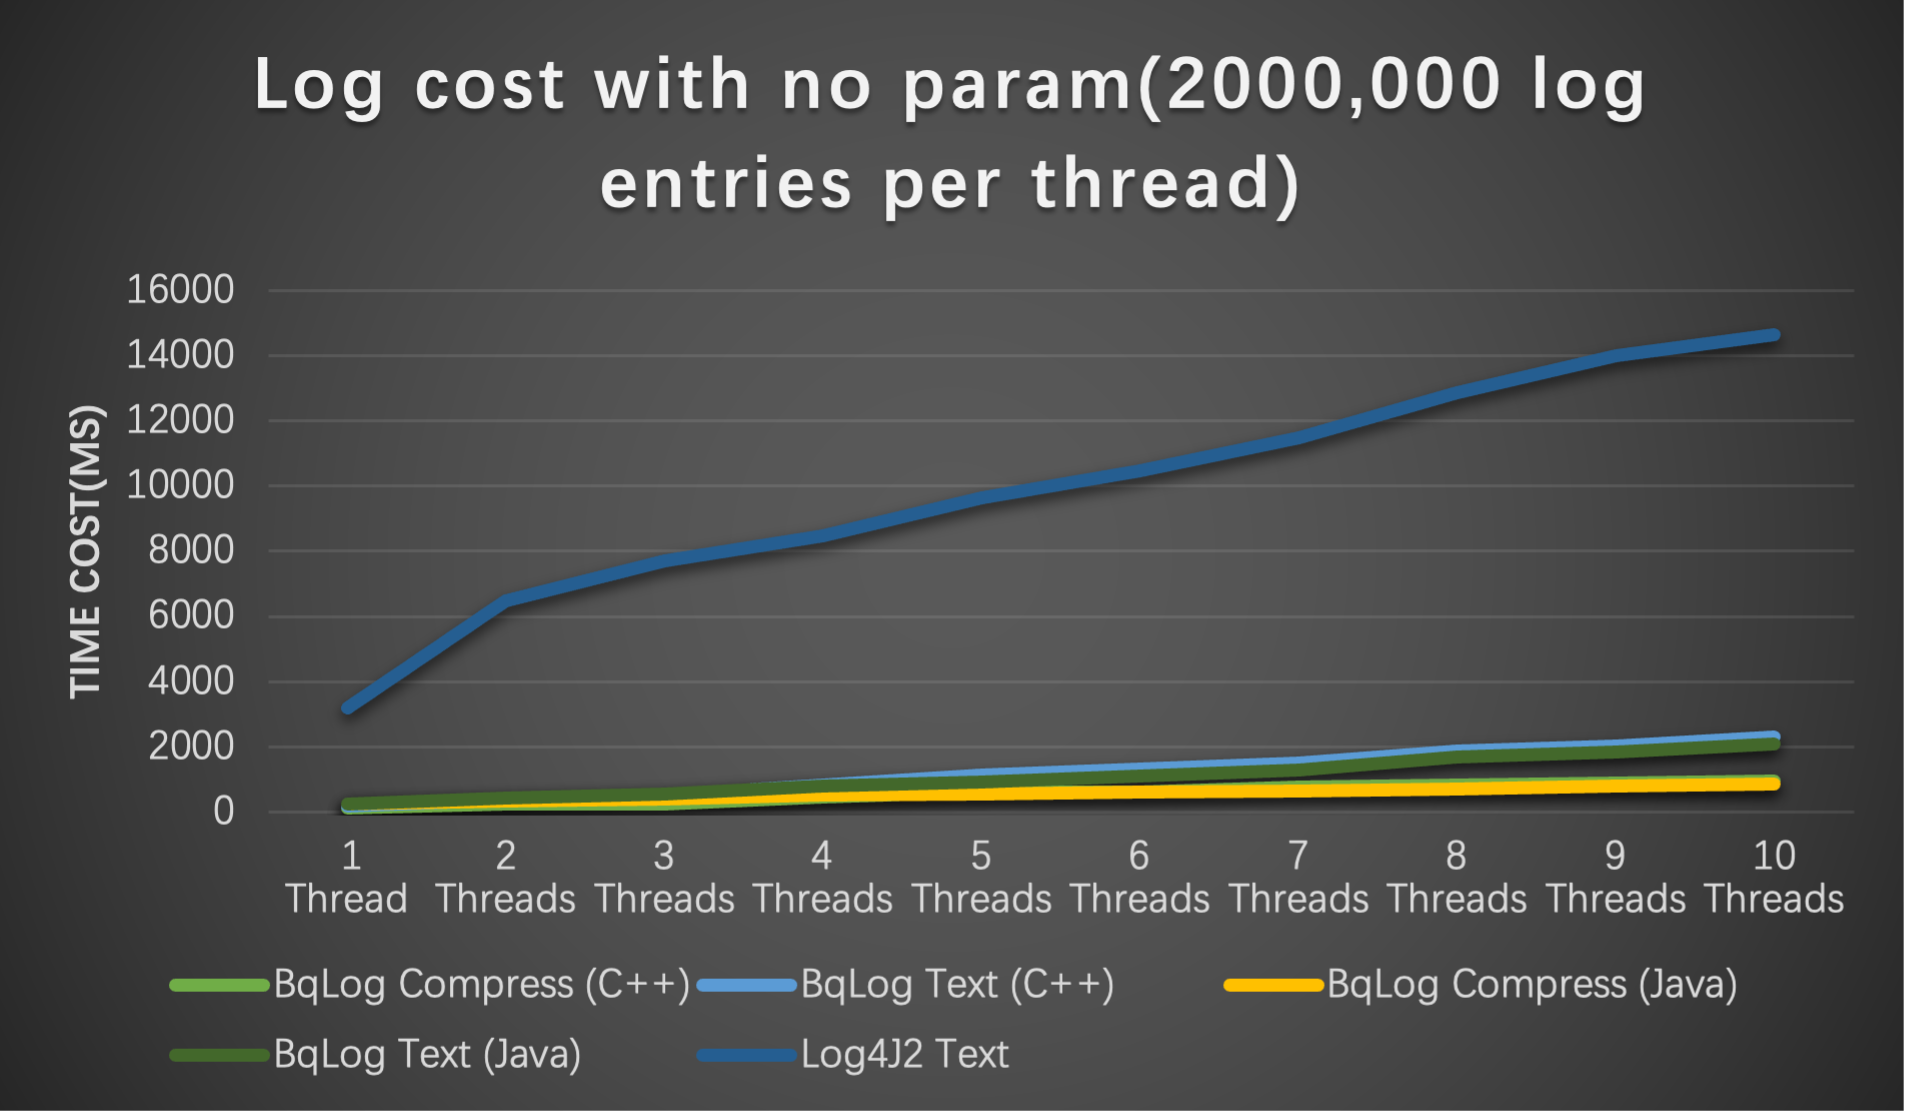 Log cost with no param(2000,000 log
entries per thread)
TIME COST(MS)
16000
14000
12000
10000
8000
6000
4000
2000
0
1 Thread
2 Threads
3 Threads
4 Threads
5 Threads
6 Threads
7 Threads
8 Threads
9 Threads
10 Threads
BqLog Compress (C++)
BqLog Text (C++)
BqLog Compress (Java)
BqLog Text (Java)
Log4J2 Text